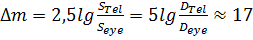 Δm = 2,5lg S_Tel/S_eye = 5lg D_Tel/D_eye ≈ 17